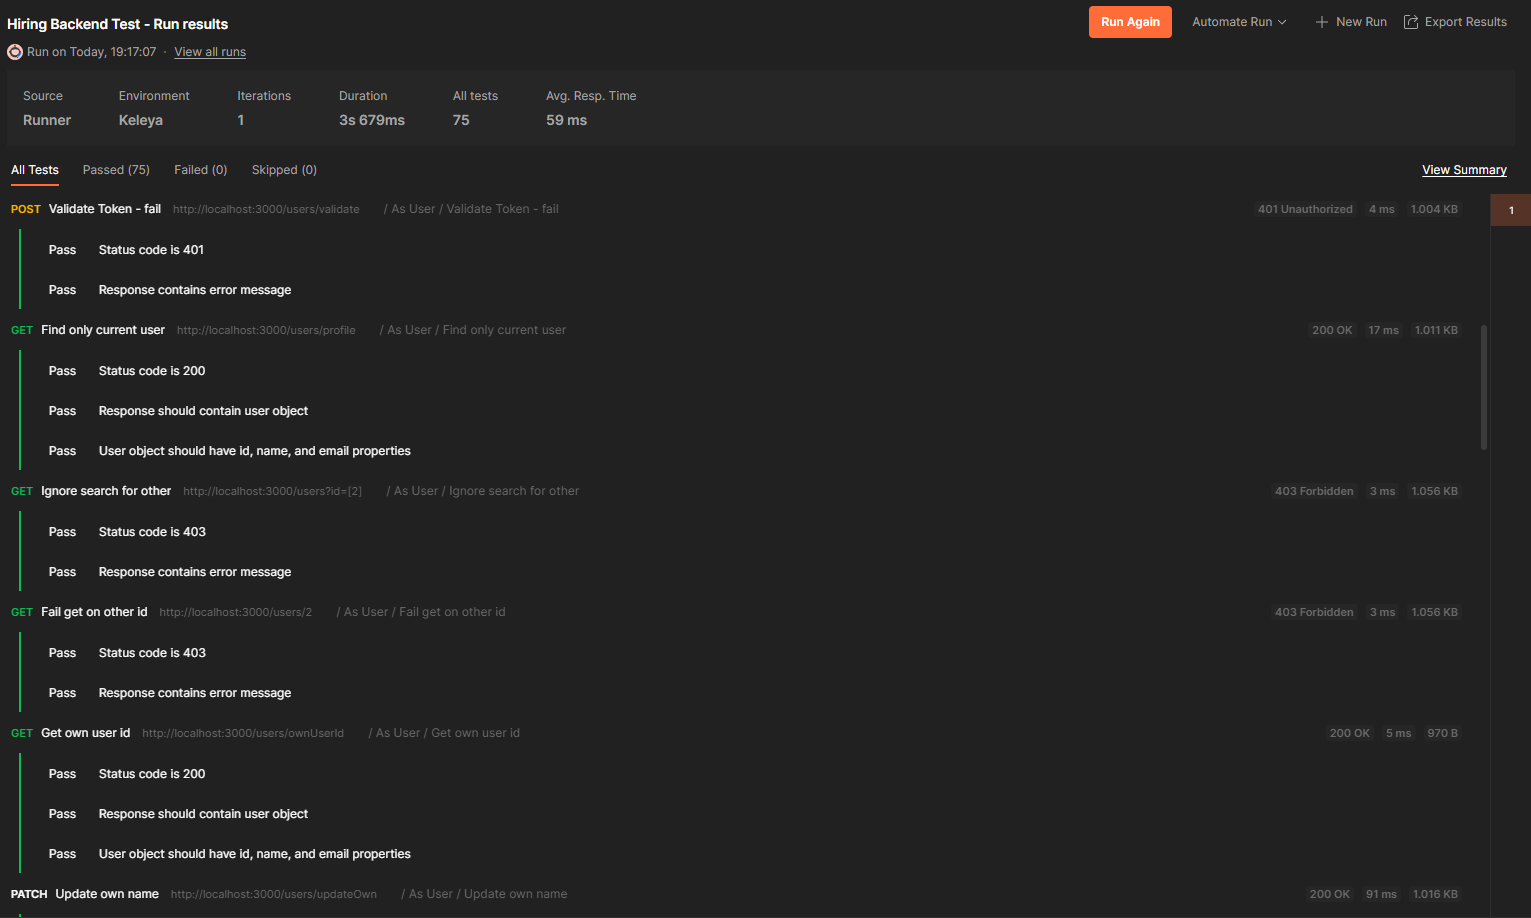 Hiring Backend Test - Run results
Run Again
Automate Run
New Run
Export Results
Run on Today, 19:17:07 · View all runs
Source Environment Iterations Duration All tests Avg. Resp. Time
Runner Keleya 1 3s 679ms 75 59 ms
All Tests Passed (75) Failed (0) Skipped (0) View Summary
POST Validate Token - fail http://localhost:3000/users/validate / As User / Validate Token - fail 401 Unauthorized 4 ms 1.004 KB 1
Pass Status code is 401
Pass Response contains error message
GET Find only current user http://localhost:3000/users/profile / As User / Find only current user 200 OK 17 ms 1.011 KB
Pass Status code is 200
Pass Response should contain user object
Pass User object should have id, name, and email properties
GET Ignore search for other http://localhost:3000/users?id=[2] / As User / Ignore search for other 403 Forbidden 3 ms 1.056 KB
Pass Status code is 403
Pass Response contains error message
GET Fail get on other id http://localhost:3000/users/2 / As User / Fail get on other id 403 Forbidden 3 ms 1.056 KB
Pass Status code is 403
Pass Response contains error message
GET Get own user id http://localhost:3000/users/ownUserId / As User / Get own user id 200 OK 5 ms 970 B
Pass Status code is 200
Pass Response should contain user object
Pass User object should have id, name, and email properties
PATCH Update own name http://localhost:3000/users/updateOwn / As User / Update own name 200 OK 91 ms 1.016 KB